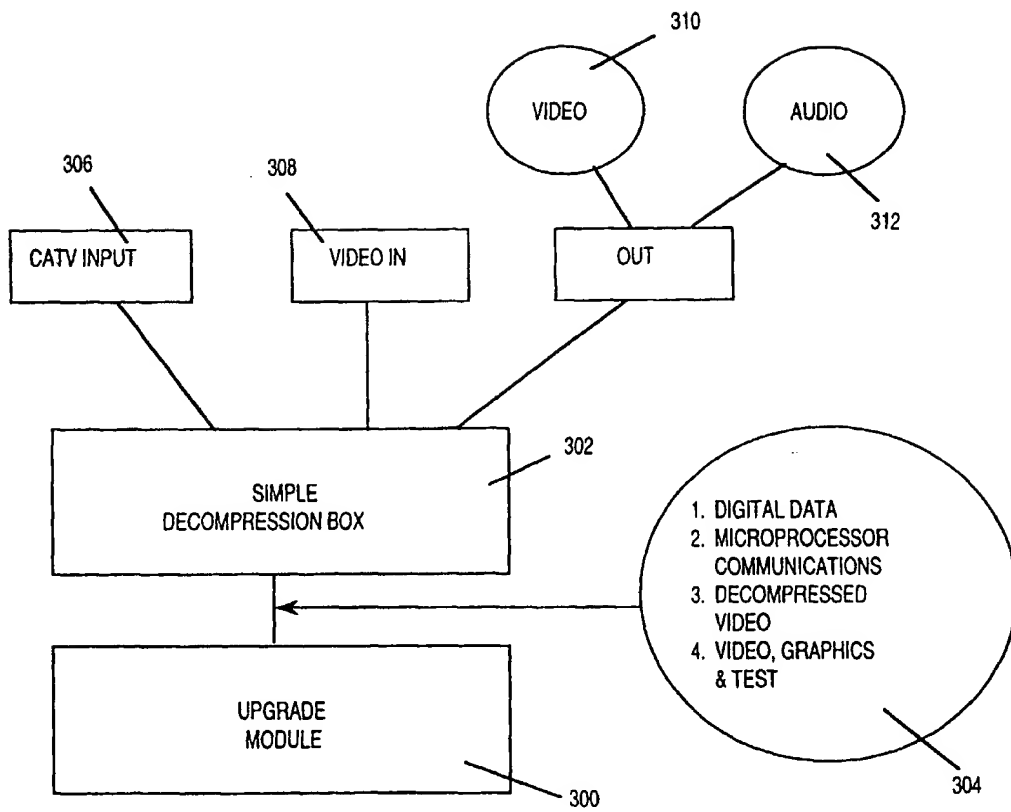 310
VIDEO
AUDIO
306
308
312
CATV INPUT
VIDEO IN
OUT
302
SIMPLE
DECOMPRESSION BOX
1. DIGITAL DATA
2. MICROPROCESSOR
COMMUNICATIONS
3. DECOMPRESSED
VIDEO
4. VIDEO, GRAPHICS
& TEST
UPGRADE
MODULE
304
300